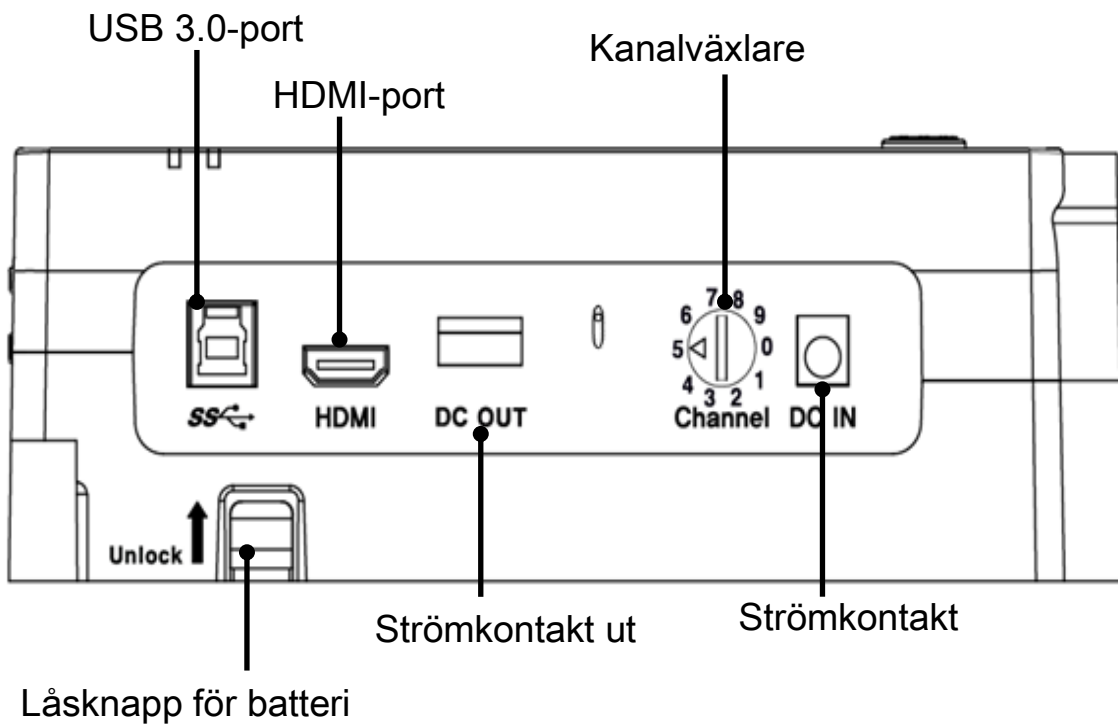 USB 3.0-port
Kanalväxlare
HDMI-port
7 8
6 9
5 0
4 1
3 2
SS
HDMI
DC OUT
Channel
DC IN
Unlock
Strömkontakt ut
Strömkontakt
Låsknapp för batteri